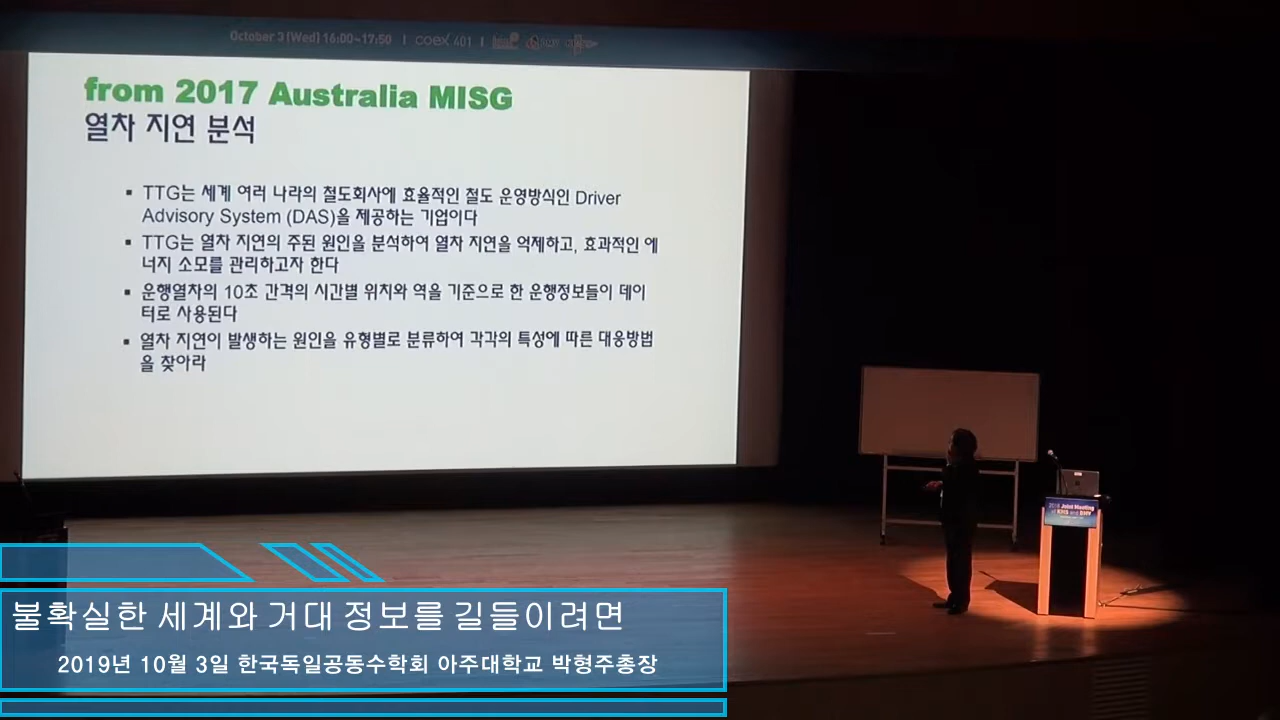 October 3 (Wed) 16:00~17:50 | coex 401 |
from 2017 Australia MISG
열차 지연 분석
▪ TTG는 세계 여러 나라의 철도회사에 효율적인 철도 운영방식인 Driver
Advisory System (DAS)을 제공하는 기업이다
▪ TTG는 열차 지연의 주된 원인을 분석하여 열차 지연을 억제하고, 효과적인 에
너지 소모를 관리하고자 한다
▪ 운행열차의 10초 간격의 시간별 위치와 역을 기준으로 한 운행정보들이 데이
터로 사용된다
▪ 열차 지연이 발생하는 원인을 유형별로 분류하여 각각의 특성에 따른 대응방법
을 찾아라
Joint Meeting
of KMS and DMV
불확실한 세계와 거대 정보를 길들이려면
2019년 10월 3일 한국독일공동수학회 아주대학교 박형주총장